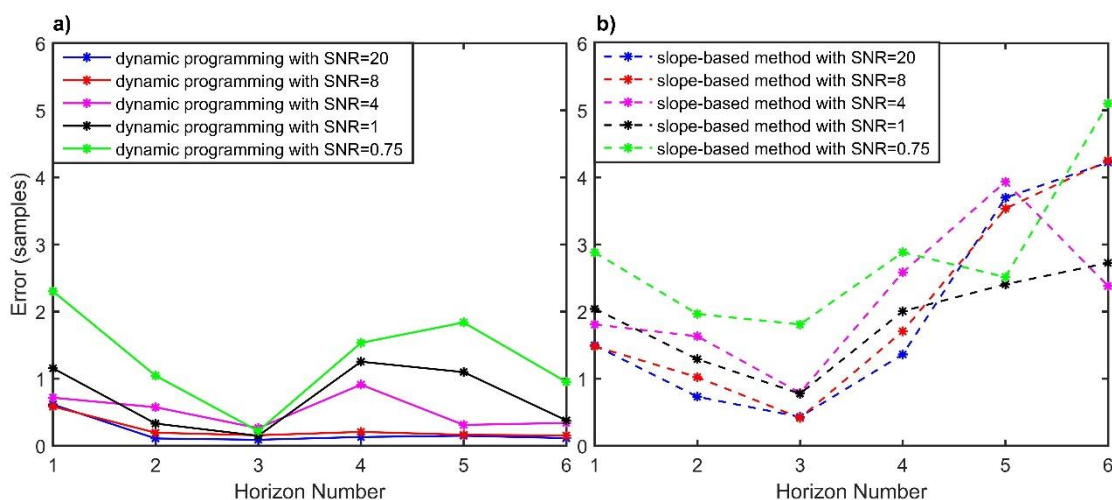 a)
6
5
4
3
2
1
0
Error (samples)
dynamic programming with SNR=20
dynamic programming with SNR=8
dynamic programming with SNR=4
dynamic programming with SNR=1
dynamic programming with SNR=0.75
1 2 3 4 5 6
Horizon Number
b)
6
5
4
3
2
1
0
slope-based method with SNR=20
slope-based method with SNR=8
slope-based method with SNR=4
slope-based method with SNR=1
slope-based method with SNR=0.75
1 2 3 4 5 6
Horizon Number